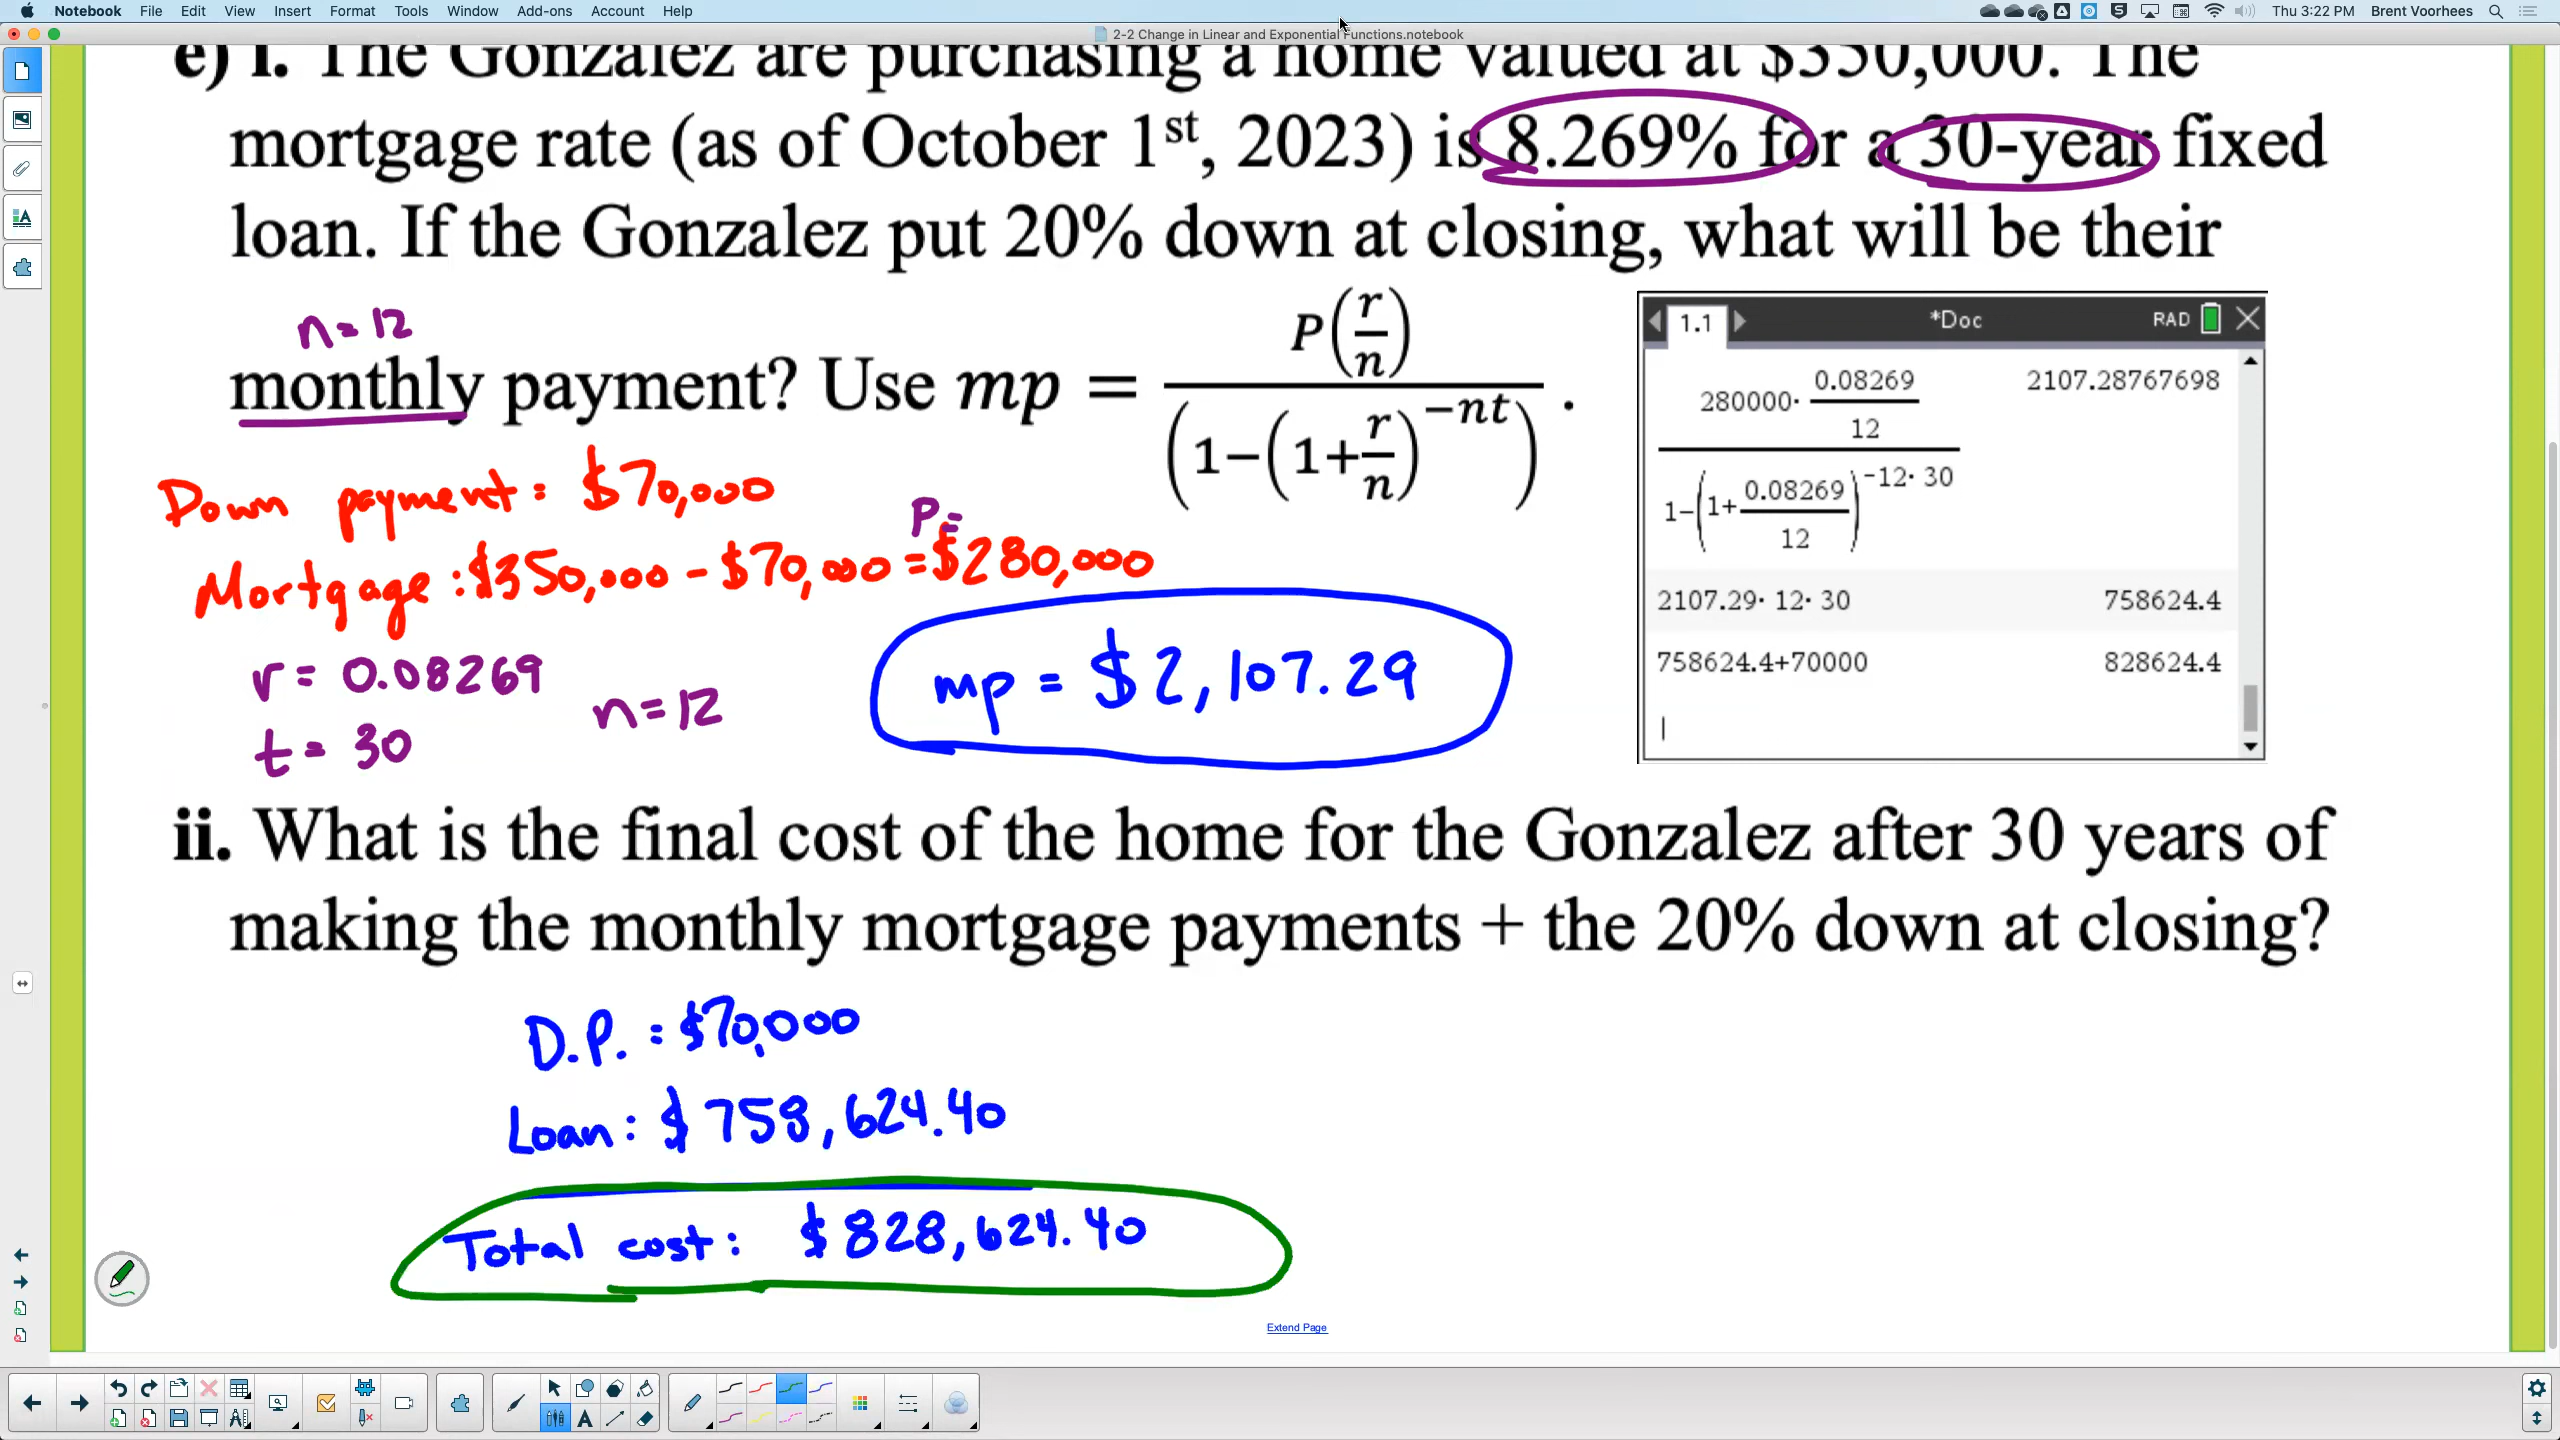 Notebook File Edit View Insert Format Tools Window Add-ons Account Help Thu 3:22 PM Brent Voorhees
2-2 Change in Linear and Exponential Functions.notebook
e) i. The Gonzalez are purchasing a home valued at $350,000. The
mortgage rate (as of October 1st, 2023) is 8.269% for a 30-year fixed
loan. If the Gonzalez put 20% down at closing, what will be their
n=12
monthly payment? Use mp = P(r/n) / (1−(1+r/n)^−nt).
Down payment: $70,000
P=
Mortgage: $350,000 - $70,000 = $280,000
r = 0.08269
n=12
t = 30
mp = $2,107.29
1.1 *Doc RAD
280000· 0.08269/12 / 1−(1+0.08269/12)^−12·30 2107.28767698
2107.29·12·30 758624.4
758624.4+70000 828624.4
ii. What is the final cost of the home for the Gonzalez after 30 years of
making the monthly mortgage payments + the 20% down at closing?
D.P. = $70,000
Loan: $758,624.40
Total cost: $828,624.40
Extend Page